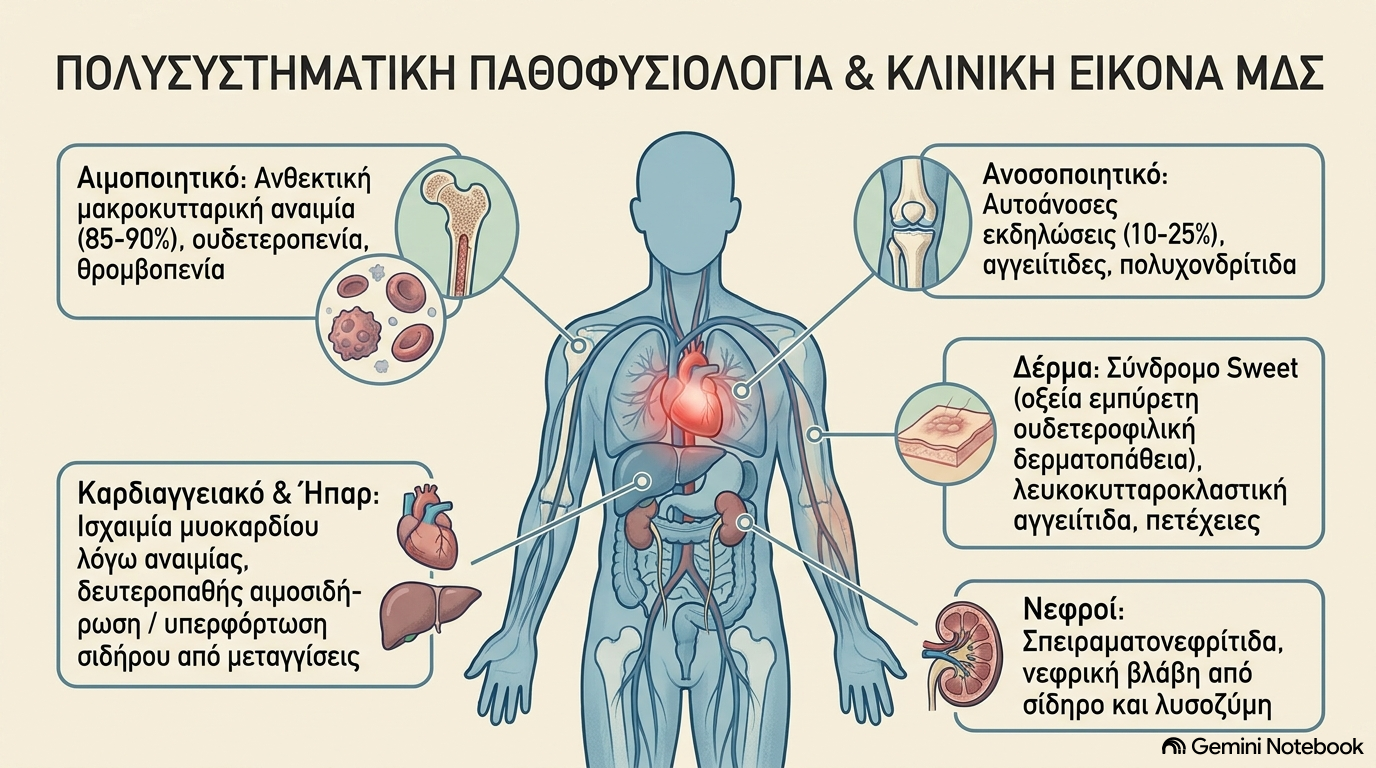 ΠΟΛΥΣΥΣΤΗΜΑΤΙΚΗ ΠΑΘΟΦΥΣΙΟΛΟΓΙΑ & ΚΛΙΝΙΚΗ ΕΙΚΟΝΑ ΜΔΣ
Αιμοποιητικό: Ανθεκτική
μακροκυτταρική αναιμία
(85-90%), ουδετεροπενία,
θρομβοπενία
Ανοσοποιητικό:
Αυτοάνοσες
εκδηλώσεις (10-25%),
αγγειίτιδες, πολυχονδρίτιδα
Δέρμα: Σύνδρομο Sweet
(οξεία εμπύρετη
ουδετεροφιλική
δερματοπάθεια),
λευκοκυτταροκλαστική
αγγειίτιδα, πετέχειες
Καρδιαγγειακό & Ήπαρ:
Ισχαιμία μυοκαρδίου
λόγω αναιμίας,
δευτεροπαθής αιμοσιδή-
ρωση / υπερφόρτωση
σιδήρου από μεταγγίσεις
Νεφροί:
Σπειραματονεφρίτιδα,
νεφρική βλάβη από
σίδηρο και λυσοζύμη
Gemini Notebook